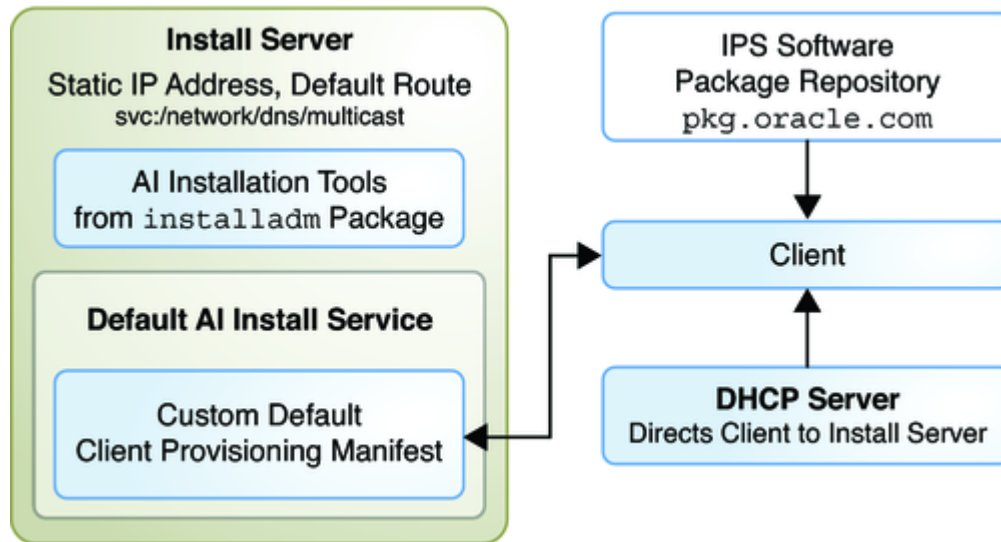 Install Server
Static IP Address, Default Route
svc:/network/dns/multicast
AI Installation Tools
from installadm Package
Default AI Install Service
Custom Default
Client Provisioning Manifest
IPS Software
Package Repository
pkg.oracle.com
Client
DHCP Server
Directs Client to Install Server